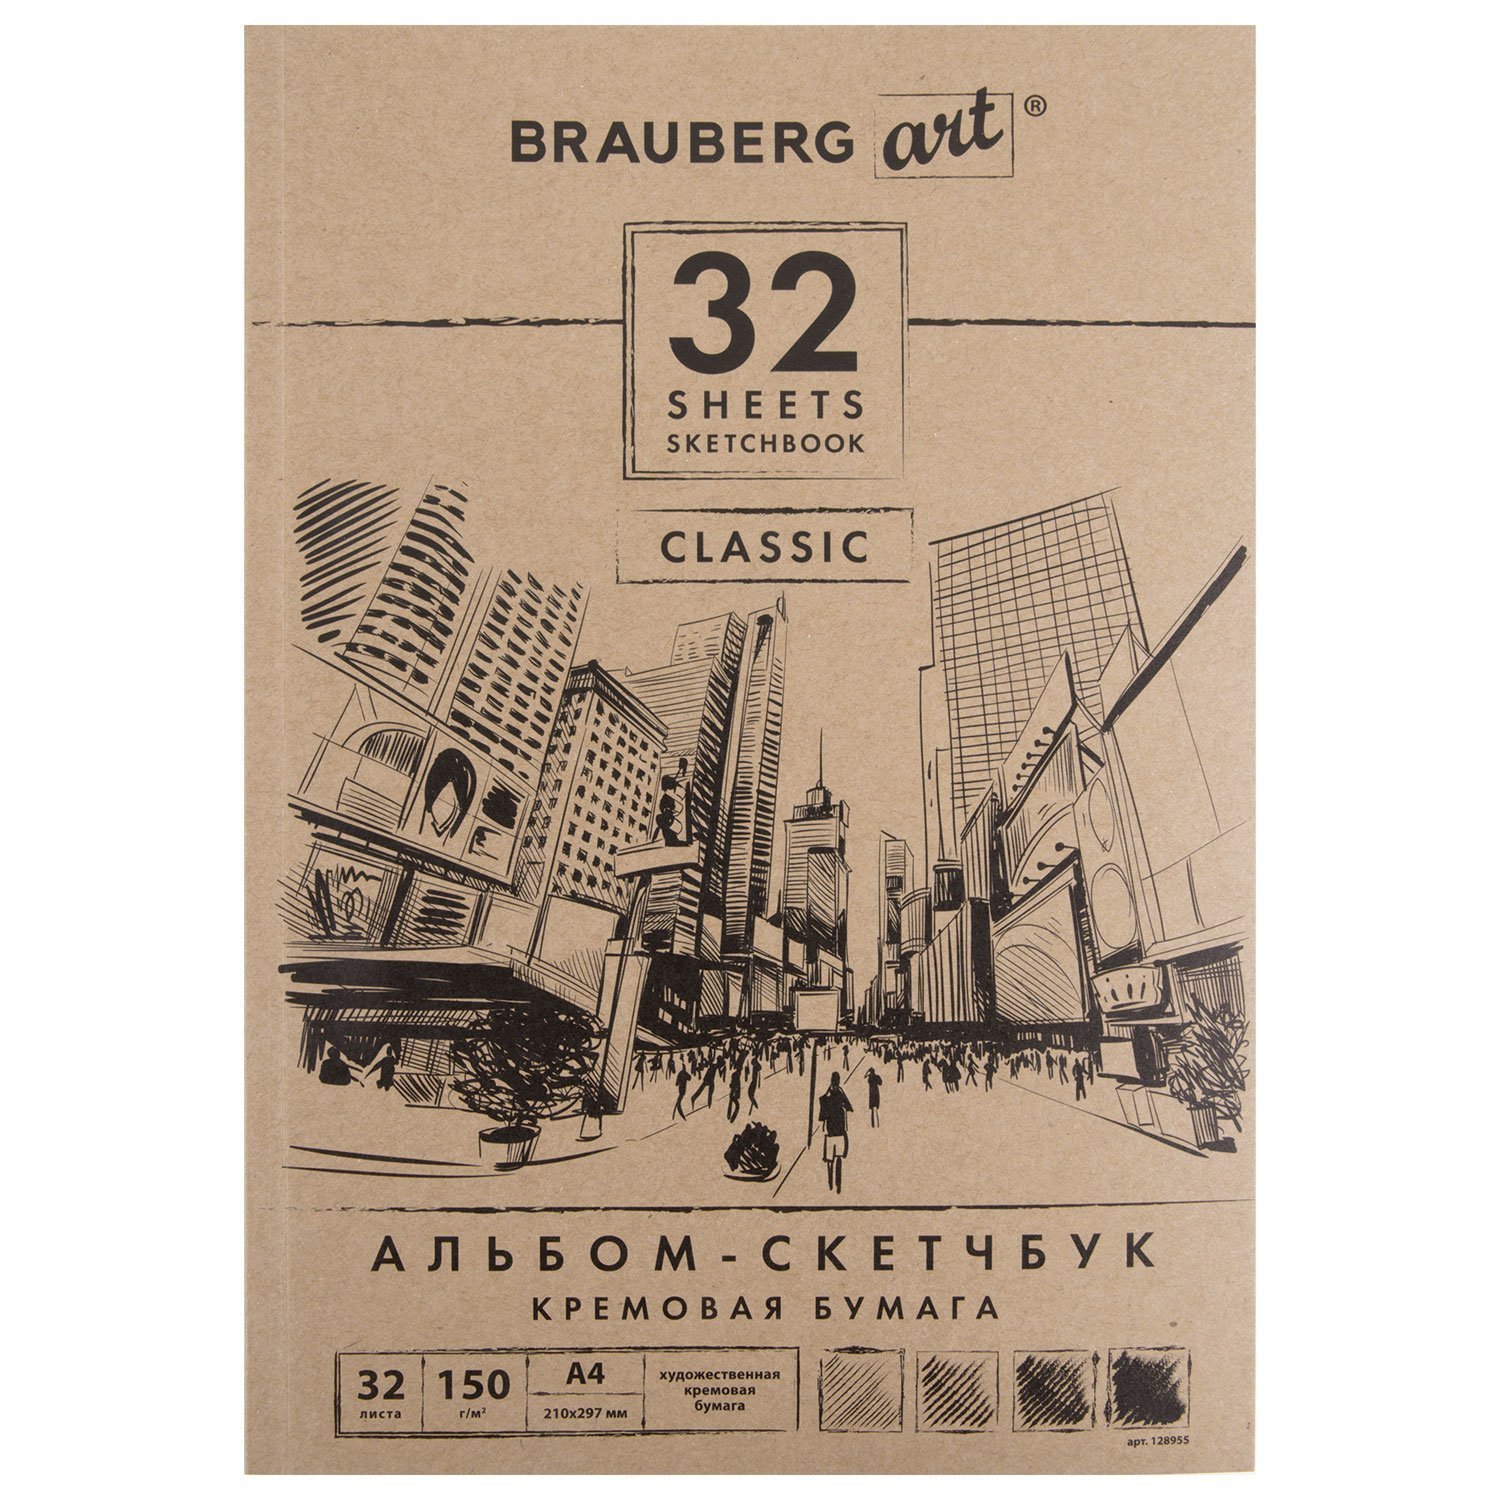 BRAUBERG art ®
32
SHEETS
SKETCHBOOK
CLASSIC
АЛЬБОМ - СКЕТЧБУК
КРЕМОВАЯ БУМАГА
32
листа
150
г/м²
А4
210х297 мм
художественная
кремовая
бумага
арт. 128955